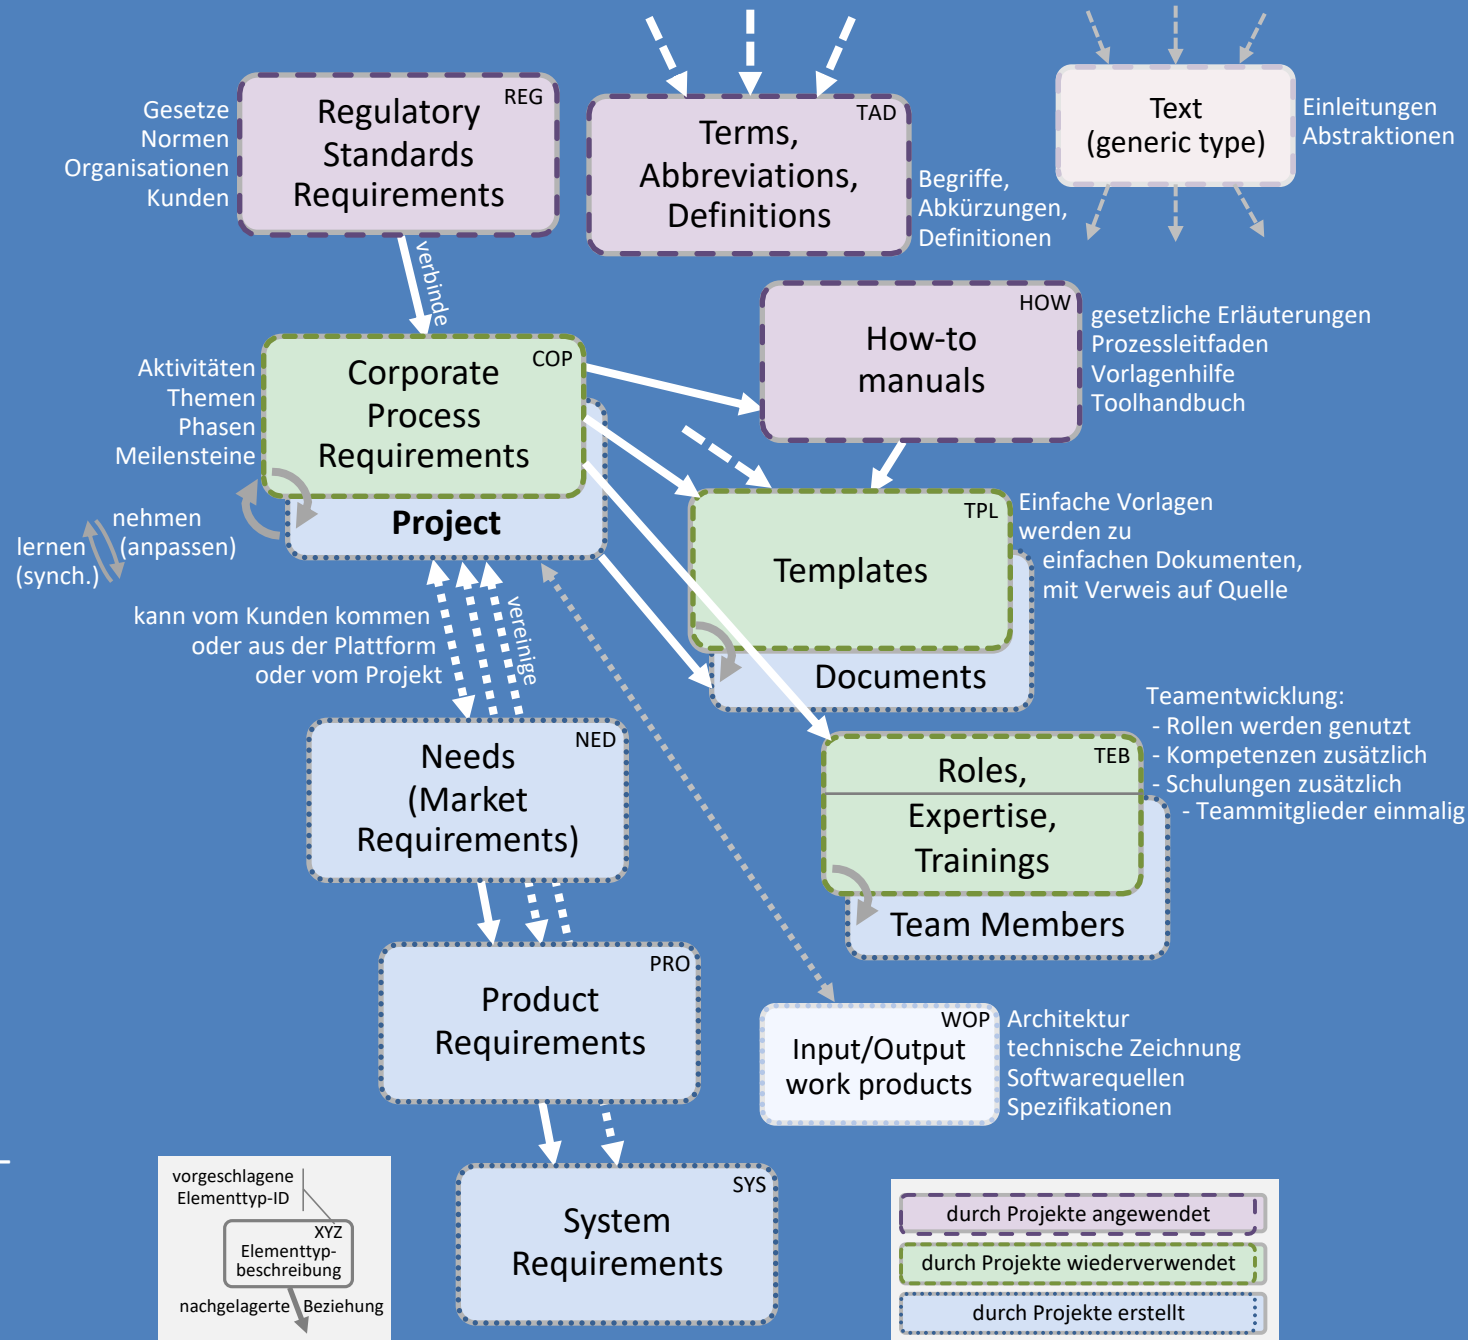 REG
Regulatory
Standards
Requirements
Gesetze
Normen
Organisationen
Kunden
TAD
Terms,
Abbreviations,
Definitions
Begriffe,
Abkürzungen,
Definitionen
Text
(generic type)
Einleitungen
Abstraktionen
verbinde
HOW
How-to
manuals
gesetzliche Erläuterungen
Prozessleitfaden
Vorlagenhilfe
Toolhandbuch
COP
Corporate
Process
Requirements
Aktivitäten
Themen
Phasen
Meilensteine
Project
nehmen
(anpassen)
lernen
(synch.)
TPL
Templates
Documents
Einfache Vorlagen
werden zu
einfachen Dokumenten,
mit Verweis auf Quelle
kann vom Kunden kommen
oder aus der Plattform
oder vom Projekt
vereinige
NED
Needs
(Market
Requirements)
TEB
Roles,
Expertise,
Trainings
Team Members
Teamentwicklung:
- Rollen werden genutzt
- Kompetenzen zusätzlich
- Schulungen zusätzlich
- Teammitglieder einmalig
PRO
Product
Requirements
WOP
Input/Output
work products
Architektur
technische Zeichnung
Softwarequellen
Spezifikationen
SYS
System
Requirements
vorgeschlagene
Elementtyp-ID
XYZ
Elementtyp-
beschreibung
nachgelagerte Beziehung
durch Projekte angewendet
durch Projekte wiederverwendet
durch Projekte erstellt